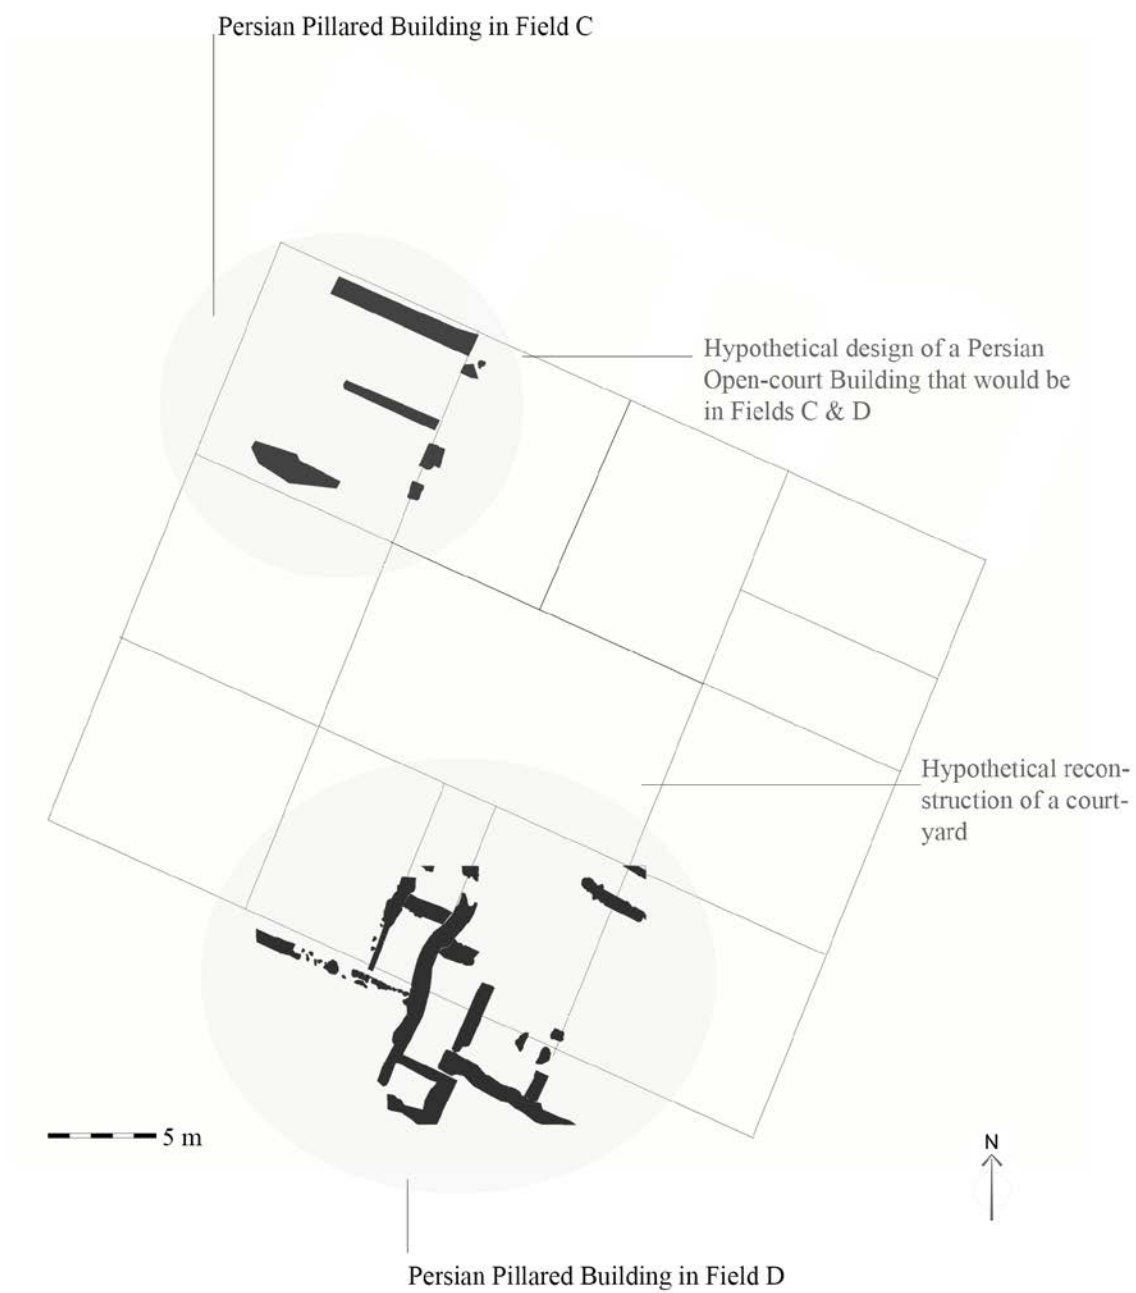 Persian Pillared Building in Field C
Hypothetical design of a Persian
Open-court Building that would be
in Fields C & D
Hypothetical recon-
struction of a court-
yard
5 m
N
Persian Pillared Building in Field D